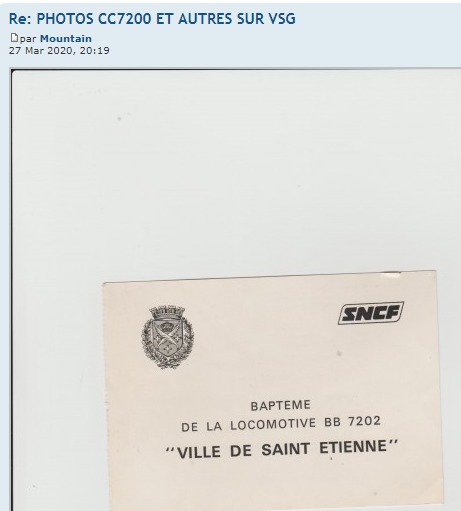 Re: PHOTOS CC7200 ET AUTRES SUR VSG
par Mountain
27 Mar 2020, 20:19
SNCF
BAPTEME
DE LA LOCOMOTIVE BB 7202
"VILLE DE SAINT ETIENNE"